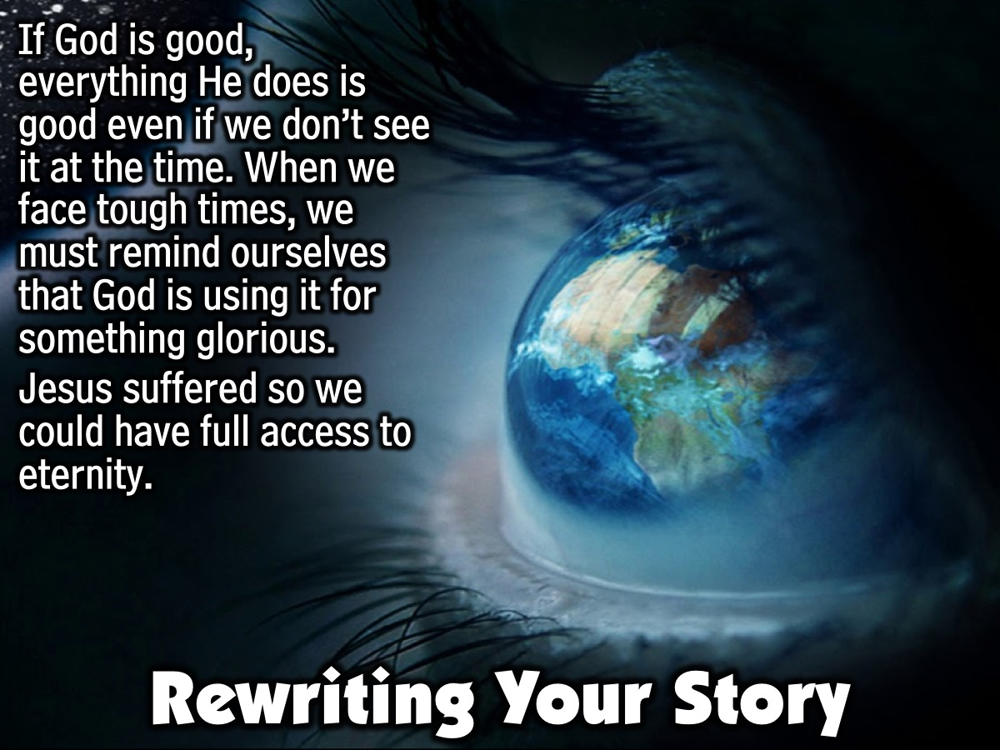 If God is good,
everything He does is
good even if we don’t see
it at the time. When we
face tough times, we
must remind ourselves
that God is using it for
something glorious.
Jesus suffered so we
could have full access to
eternity.
Rewriting Your Story